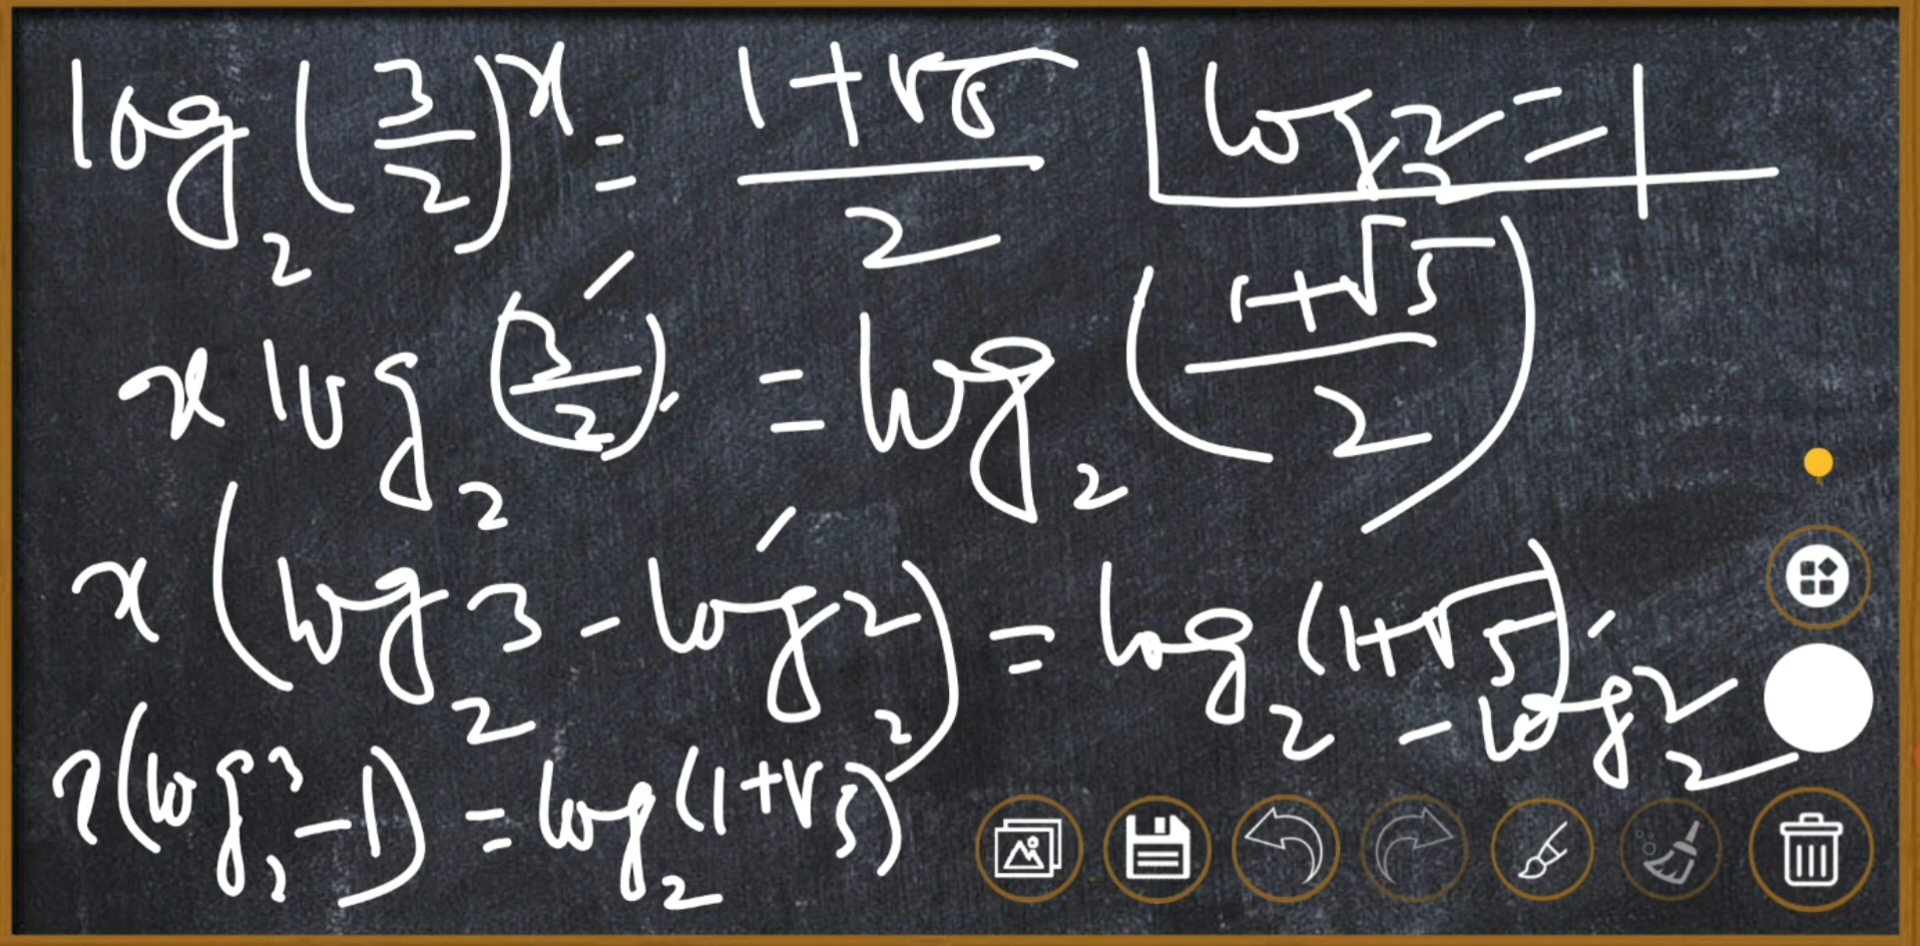 log₂(3/2)^x = (1+√5)/2 log₂2 = 1
x log₂(3/2) = log₂((1+√5)/2)
x(log₂3 - log₂2) = log₂(1+√5) - log₂2
x(log₂3 - 1) = log₂(1+√5)